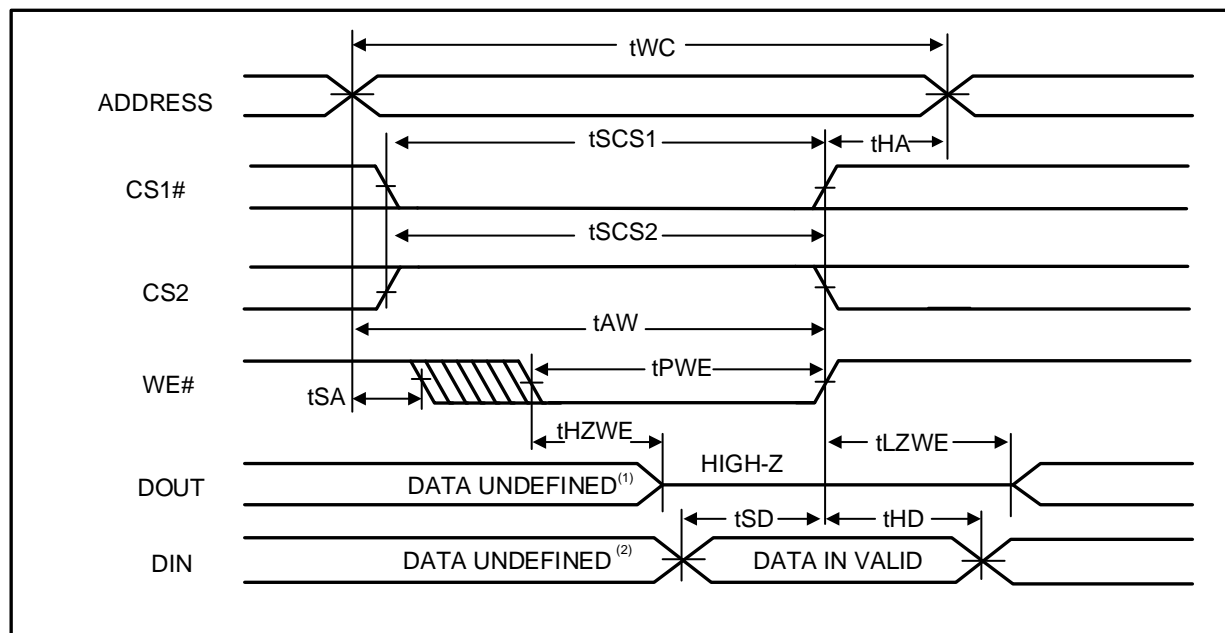 tWC
ADDRESS
tSCS1
tHA
CS1#
tSCS2
CS2
tAW
WE#
tPWE
tSA
tHZWE
tLZWE
HIGH-Z
DOUT
DATA UNDEFINED(1)
tSD
tHD
DIN
DATA UNDEFINED (2)
DATA IN VALID